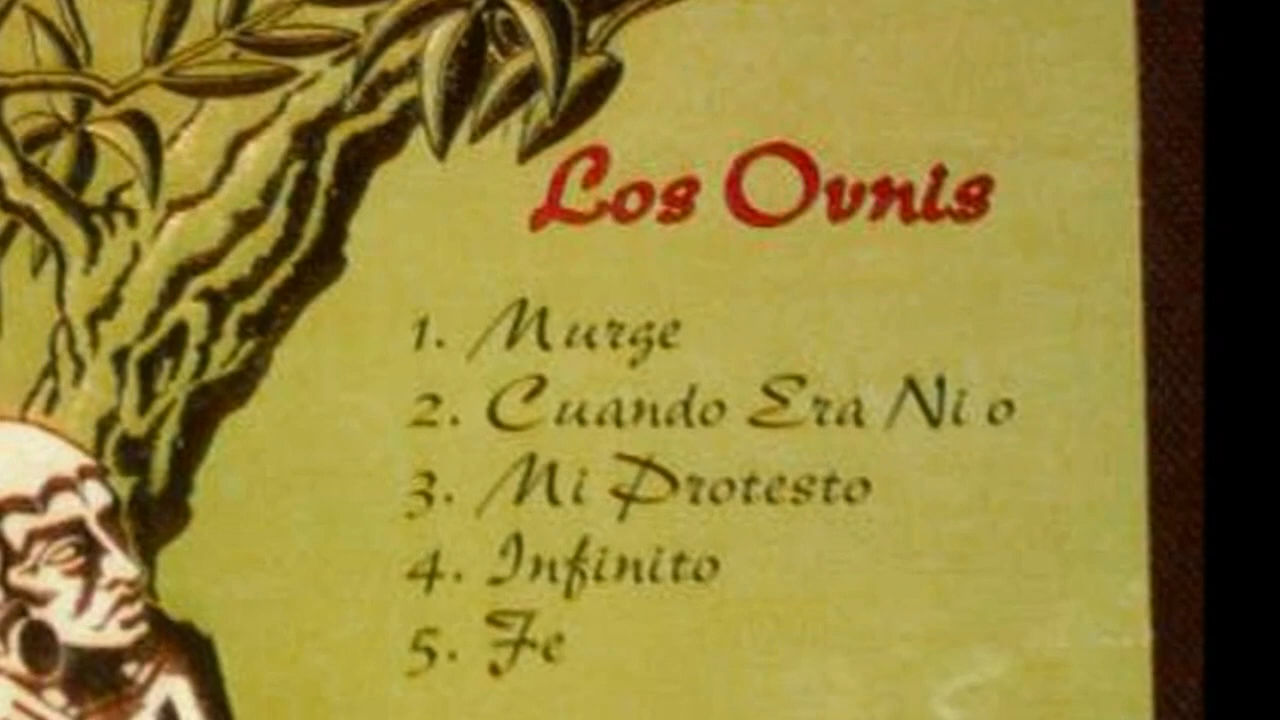 Los Ovnis
1. Murge
2. Cuando Era Ni o
3. Mi Protesto
4. Infinito
5. Fe